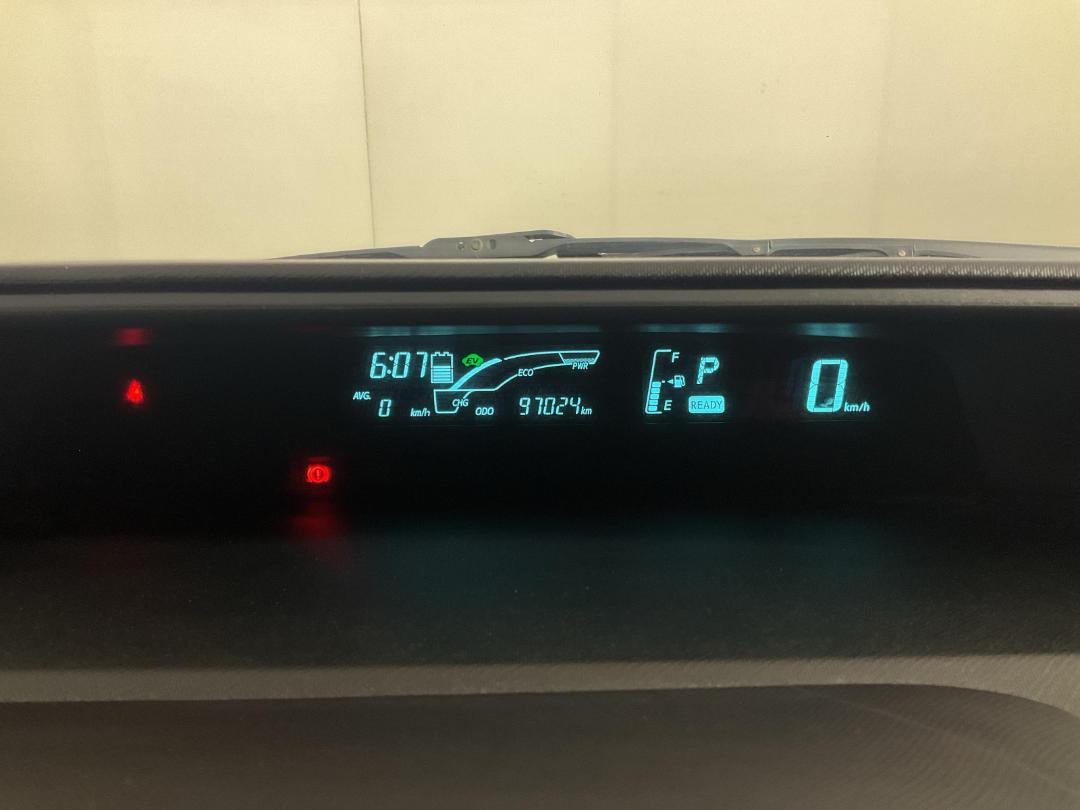 6:07 EV PWR
ECO
AVG. 0 km/h CHG ODO 97024 km
F P
E READY
0 km/h